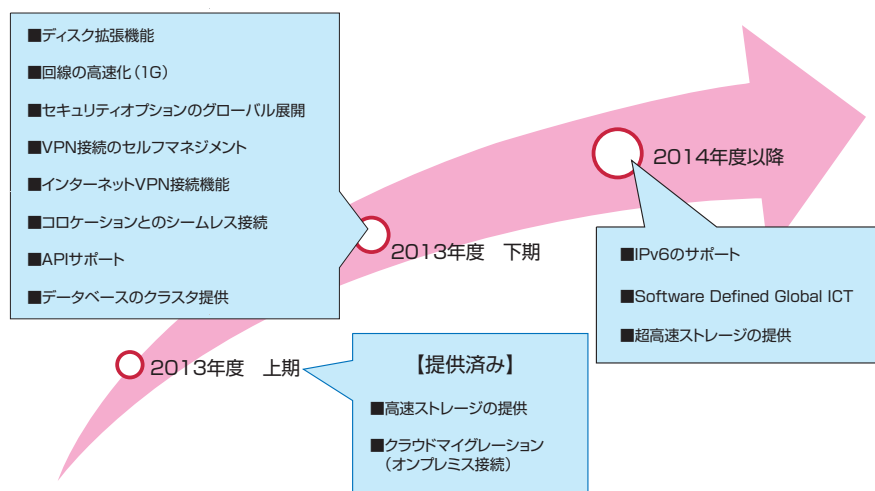 ■ディスク拡張機能
■回線の高速化(1G)
■セキュリティオプションのグローバル展開
■VPN接続のセルフマネジメント
■インターネットVPN接続機能
■コロケーションとのシームレス接続
■APIサポート
■データベースのクラスタ提供
2014年度以降
2013年度 下期
■IPv6のサポート
■Software Defined Global ICT
■超高速ストレージの提供
2013年度 上期
【提供済み】
■高速ストレージの提供
■クラウドマイグレーション
(オンプレミス接続)